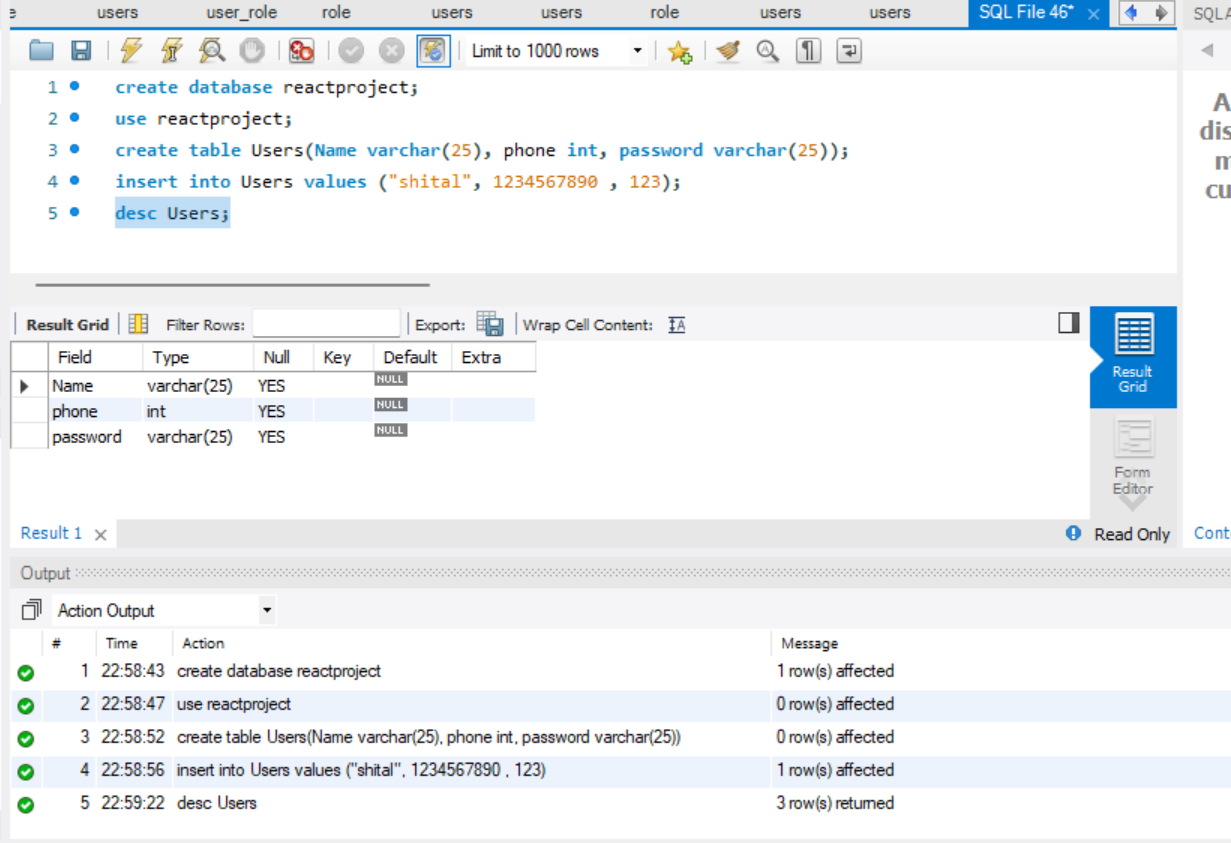 users user_role role users users role users users SQL File 46*
Limit to 1000 rows
1 create database reactproject;
2 use reactproject;
3 create table Users(Name varchar(25), phone int, password varchar(25));
4 insert into Users values ("shital", 1234567890 , 123);
5 desc Users;
Result Grid Filter Rows: Export: Wrap Cell Content:
Field Type Null Key Default Extra
Name varchar(25) YES NULL
phone int YES NULL
password varchar(25) YES NULL
Result
Grid
Form
Editor
Result 1 Read Only
Output
Action Output
# Time Action Message
1 22:58:43 create database reactproject 1 row(s) affected
2 22:58:47 use reactproject 0 row(s) affected
3 22:58:52 create table Users(Name varchar(25), phone int, password varchar(25)) 0 row(s) affected
4 22:58:56 insert into Users values ("shital", 1234567890 , 123) 1 row(s) affected
5 22:59:22 desc Users 3 row(s) returned